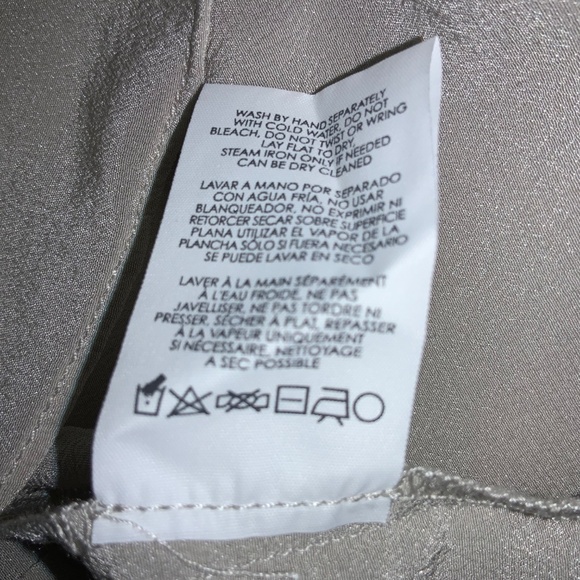 WASH BY HAND SEPARATELY
WITH COLD WATER, DO NOT
BLEACH, DO NOT TWIST OR WRING
LAY FLAT TO DRY,
STEAM IRON ONLY IF NEEDED
CAN BE DRY CLEANED
LAVAR A MANO POR SEPARADO
CON AGUA FRÍA, NO USAR
BLANQUEADOR, NO EXPRIMIR NI
RETORCER SECAR SOBRE SUPERFICIE
PLANA UTILIZAR EL VAPOR DE LA
PLANCHA SÓLO SI FUERA NECESARIO
SE PUEDE LAVAR EN SECO
LAVER À LA MAIN SÉPARÉMENT
À L'EAU FROIDE, NE PAS
JAVELLISER, NE PAS TORDRE NI
PRESSER, SÉCHER À PLAT, REPASSER
À LA VAPEUR UNIQUEMENT
SI NÉCESSAIRE, NETTOYAGE
A SEC POSSIBLE